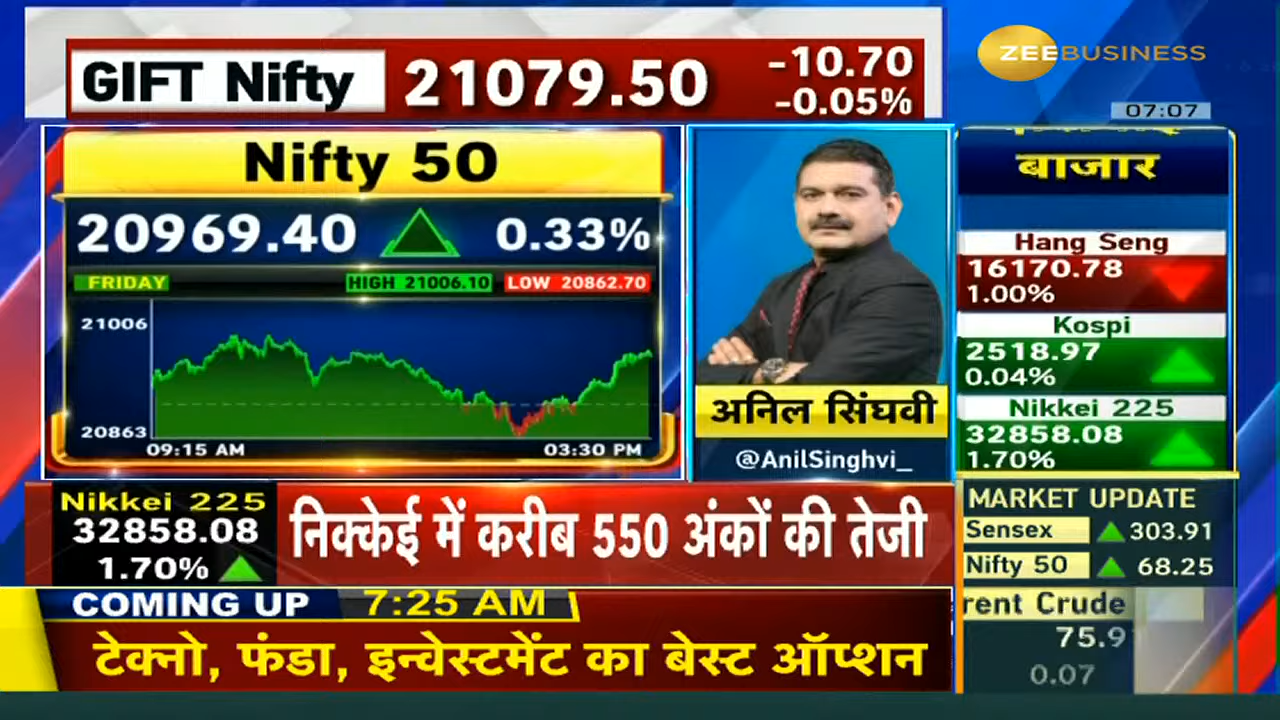 GIFT Nifty
21079.50
-10.70
-0.05%
ZEEBUSINESS
07:07
Nifty 50
20969.40
0.33%
FRIDAY
HIGH 21006.10
LOW 20862.70
21006
20863
09:15 AM
03:30 PM
अनिल सिंघवी
@AnilSinghvi_
बाजार
Hang Seng
16170.78
1.00%
Kospi
2518.97
0.04%
Nikkei 225
32858.08
1.70%
Nikkei 225
32858.08
1.70%
निक्केई में करीब 550 अंकों की तेजी
MARKET UPDATE
Sensex 303.91
Nifty 50 68.25
rent Crude
75.9
0.07
COMING UP 7:25 AM
टेक्नो, फंडा, इन्वेस्टमेंट का बेस्ट ऑप्शन